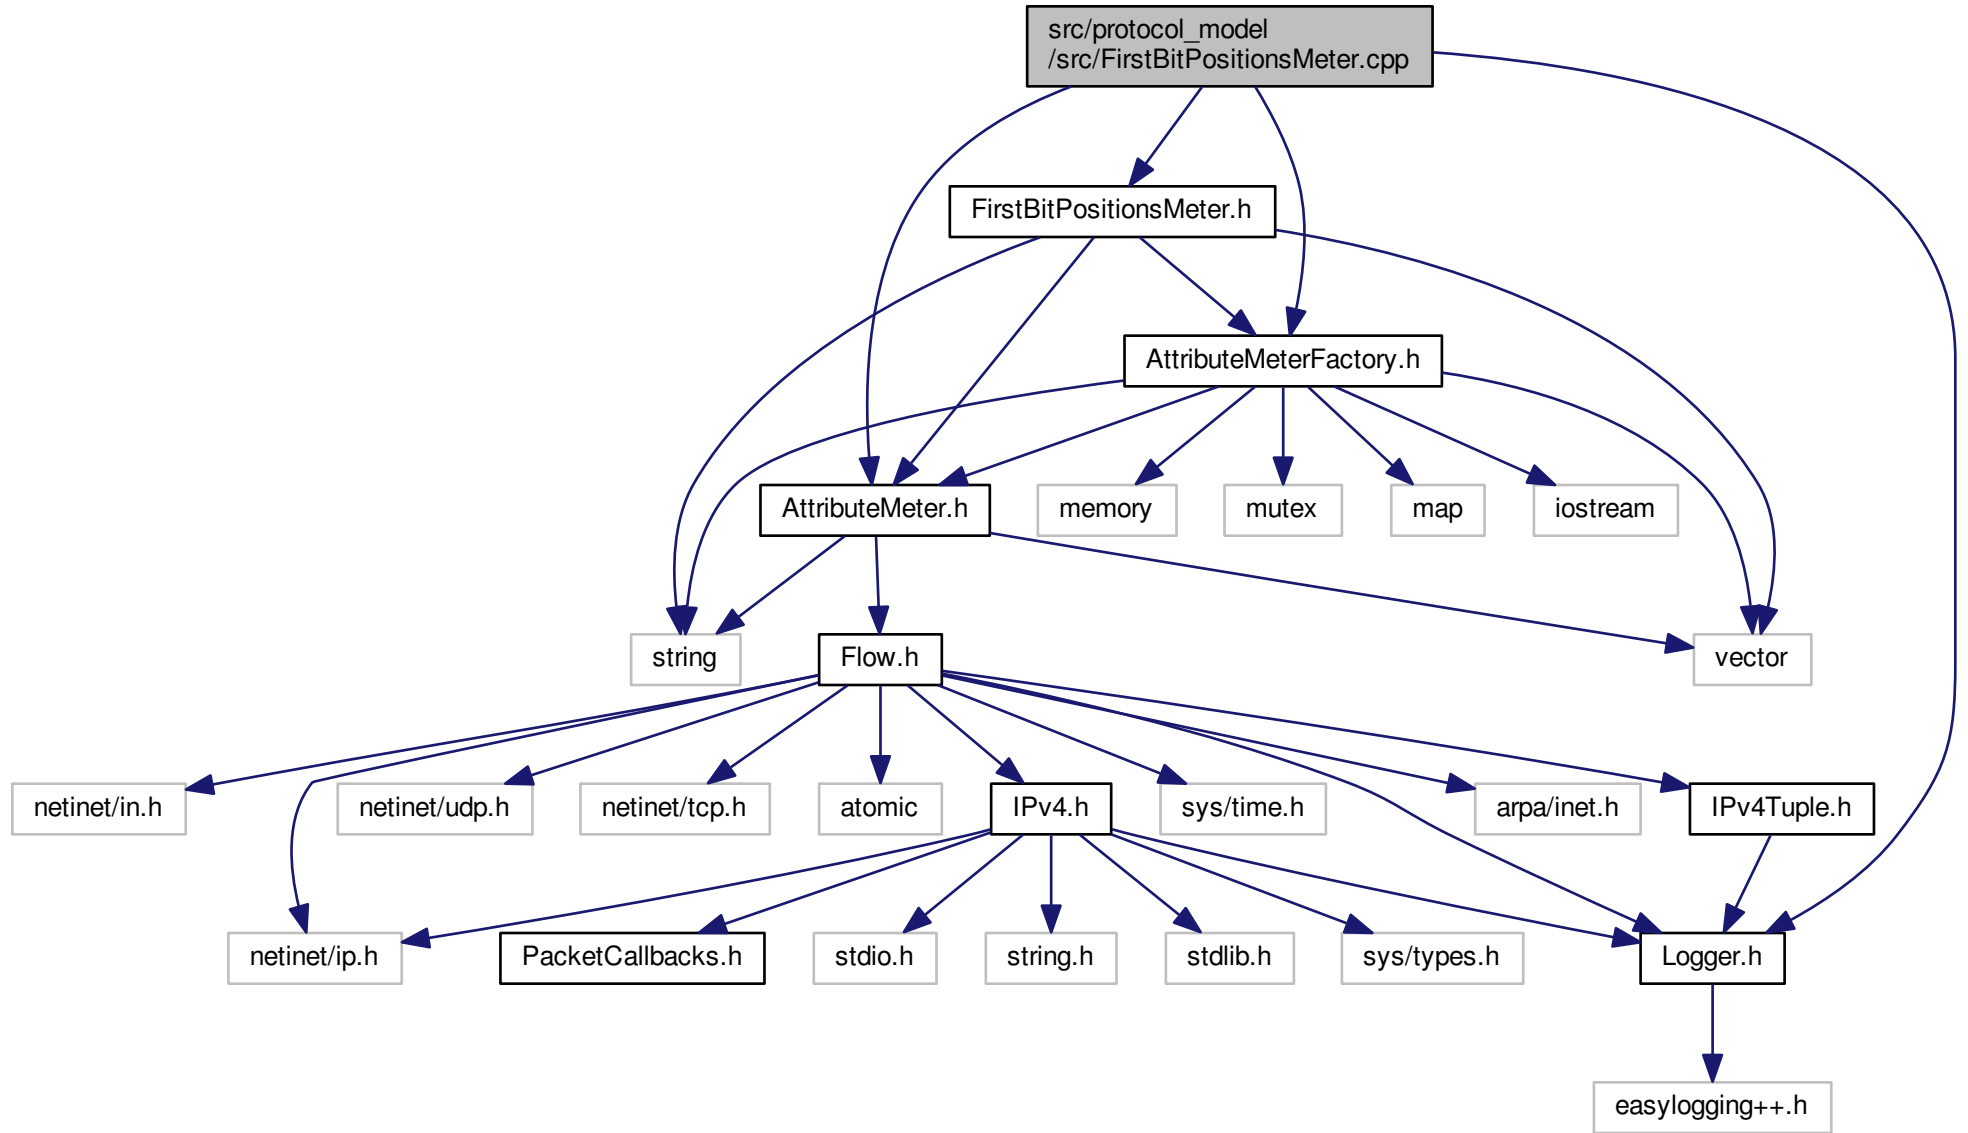 src/protocol_model
/src/FirstBitPositionsMeter.cpp
FirstBitPositionsMeter.h
AttributeMeterFactory.h
AttributeMeter.h
memory
mutex
map
iostream
string
Flow.h
vector
netinet/in.h
netinet/udp.h
netinet/tcp.h
atomic
IPv4.h
sys/time.h
arpa/inet.h
IPv4Tuple.h
netinet/ip.h
PacketCallbacks.h
stdio.h
string.h
stdlib.h
sys/types.h
Logger.h
easylogging++.h